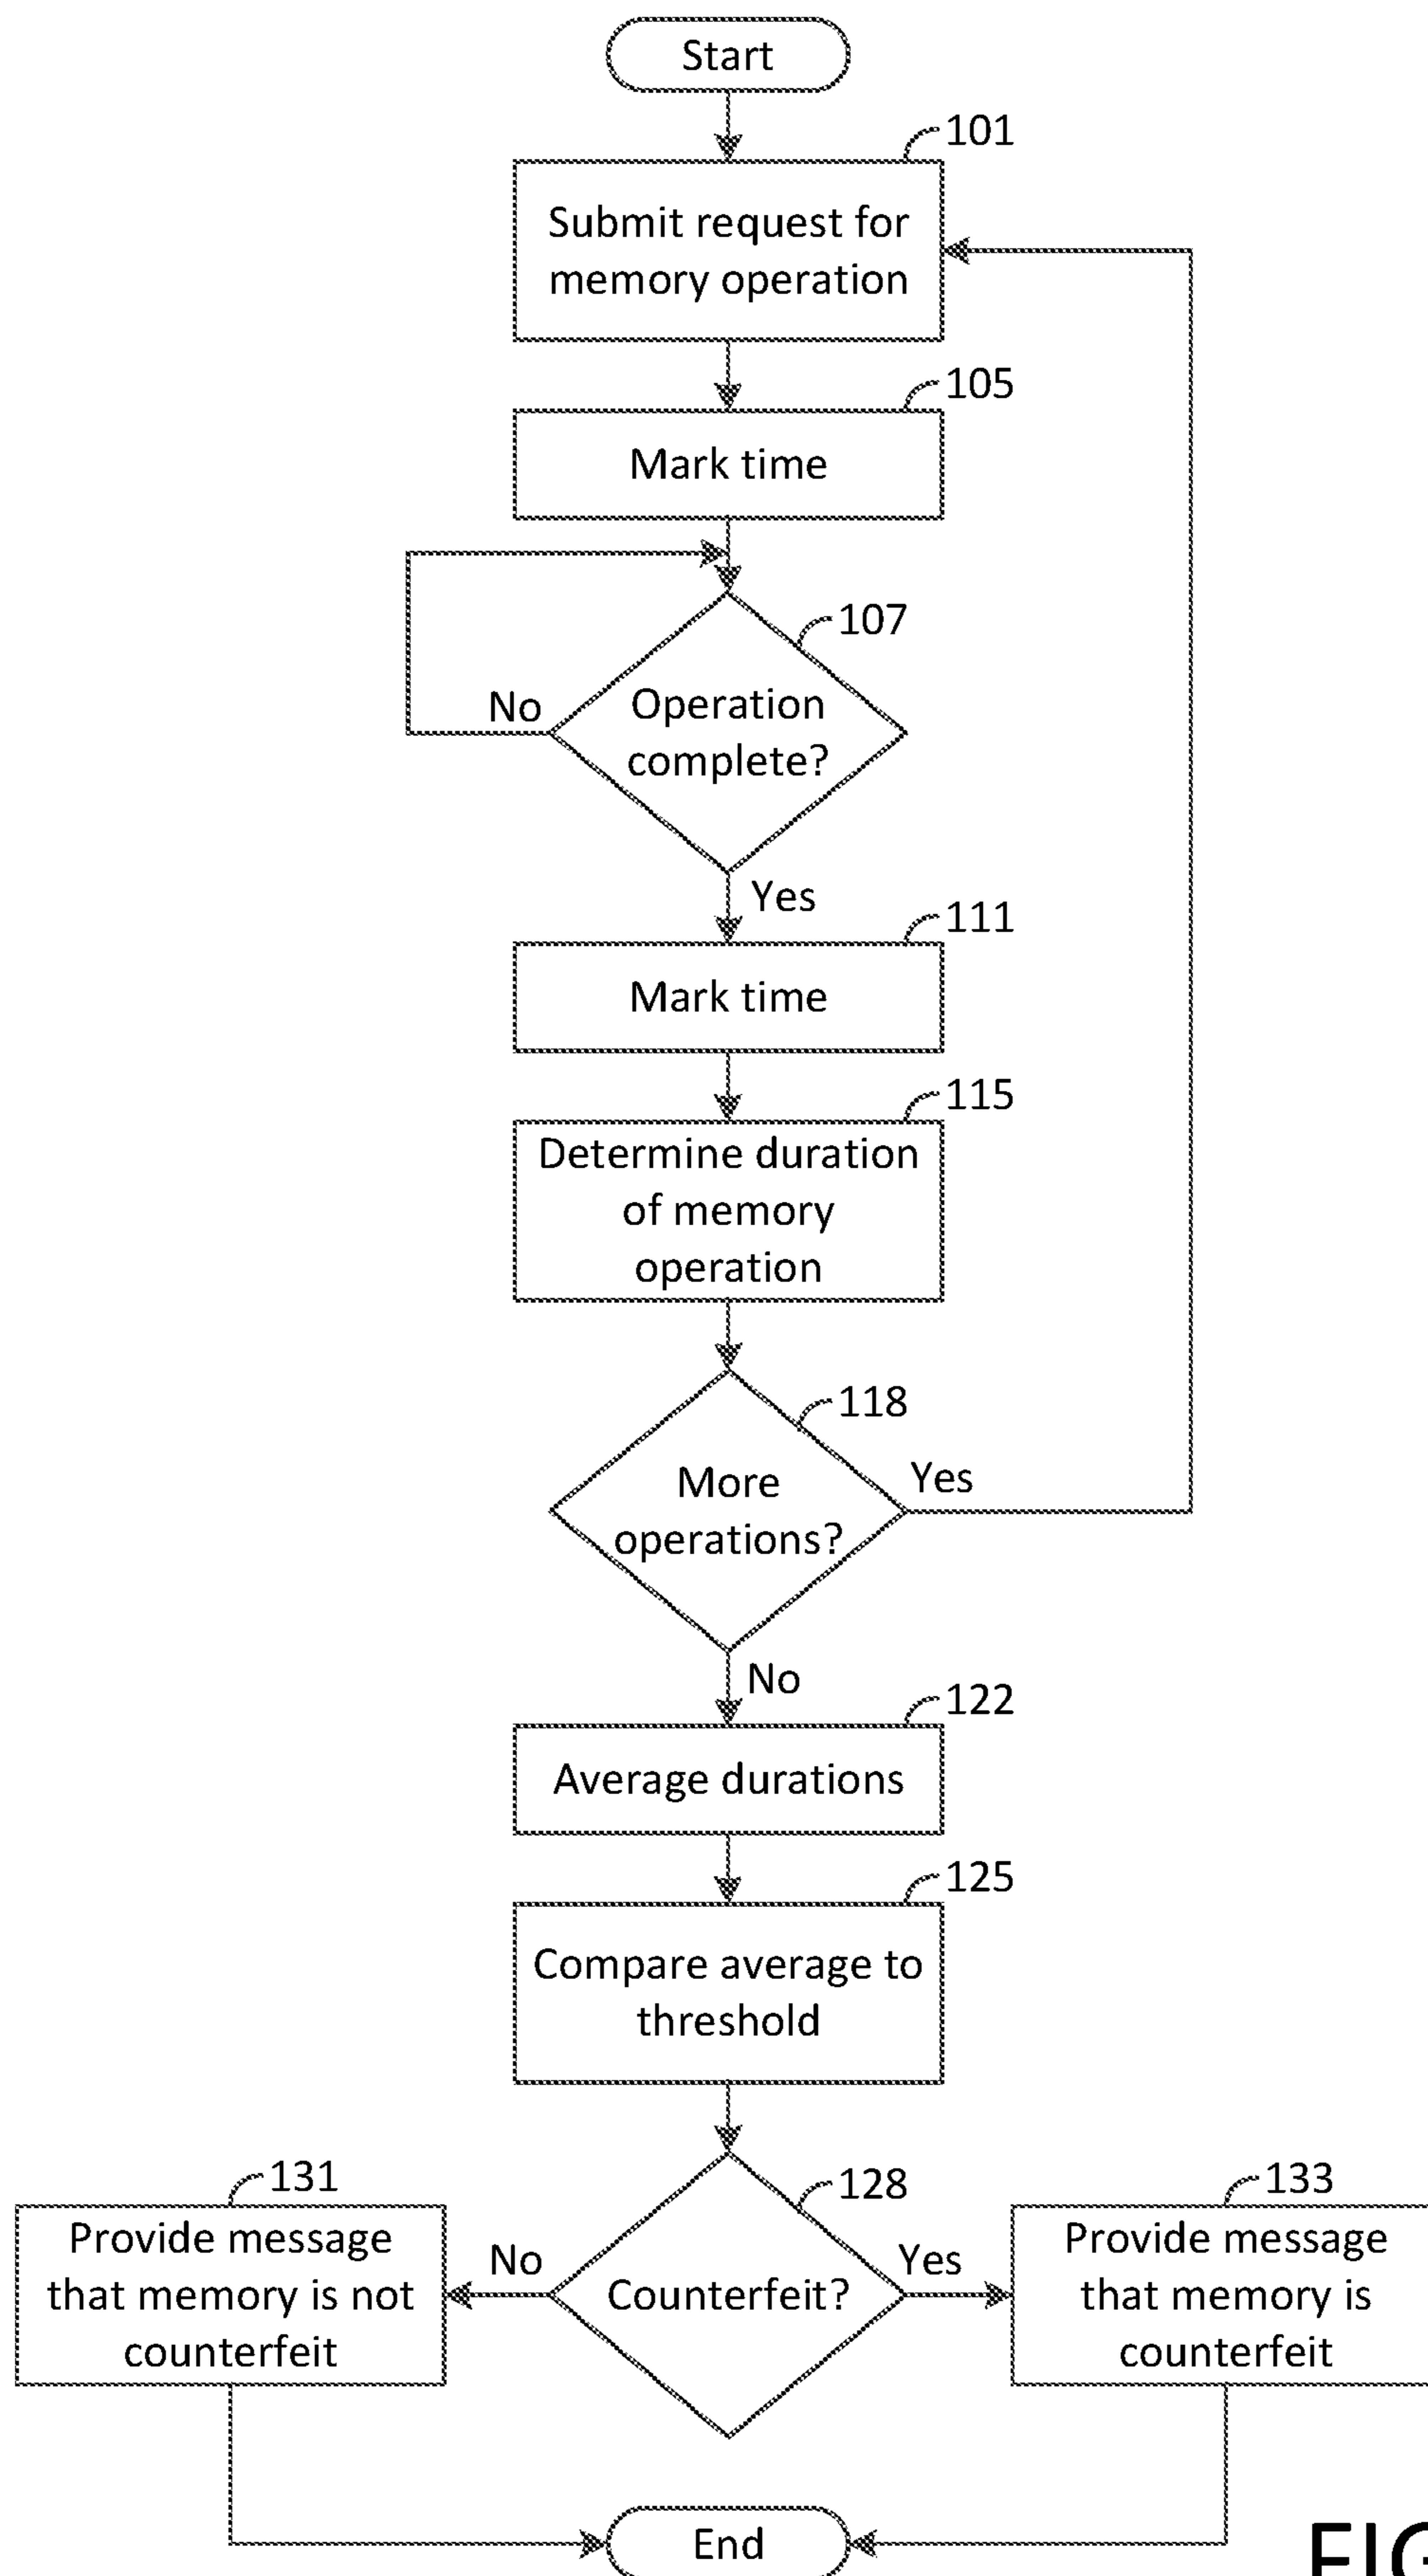 Start
101
Submit request for
memory operation
105
Mark time
107
Operation
complete?
No
Yes
111
Mark time
115
Determine duration
of memory
operation
118
More
operations?
Yes
No
122
Average durations
125
Compare average to
threshold
128
Counterfeit?
No
Yes
131
Provide message
that memory is not
counterfeit
133
Provide message
that memory is
counterfeit
End